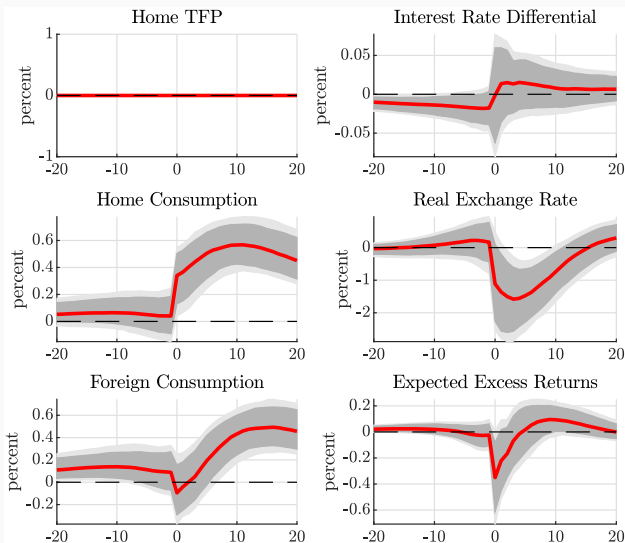 Home TFP
percent
1
0
-1
-20 -10 0 10 20
Interest Rate Differential
percent
0.05
0
-0.05
-20 -10 0 10 20
Home Consumption
percent
0.6
0.4
0.2
0
-20 -10 0 10 20
Real Exchange Rate
percent
0
-1
-2
-20 -10 0 10 20
Foreign Consumption
percent
0.6
0.4
0.2
0
-0.2
-20 -10 0 10 20
Expected Excess Returns
percent
0.2
0
-0.2
-0.4
-0.6
-20 -10 0 10 20